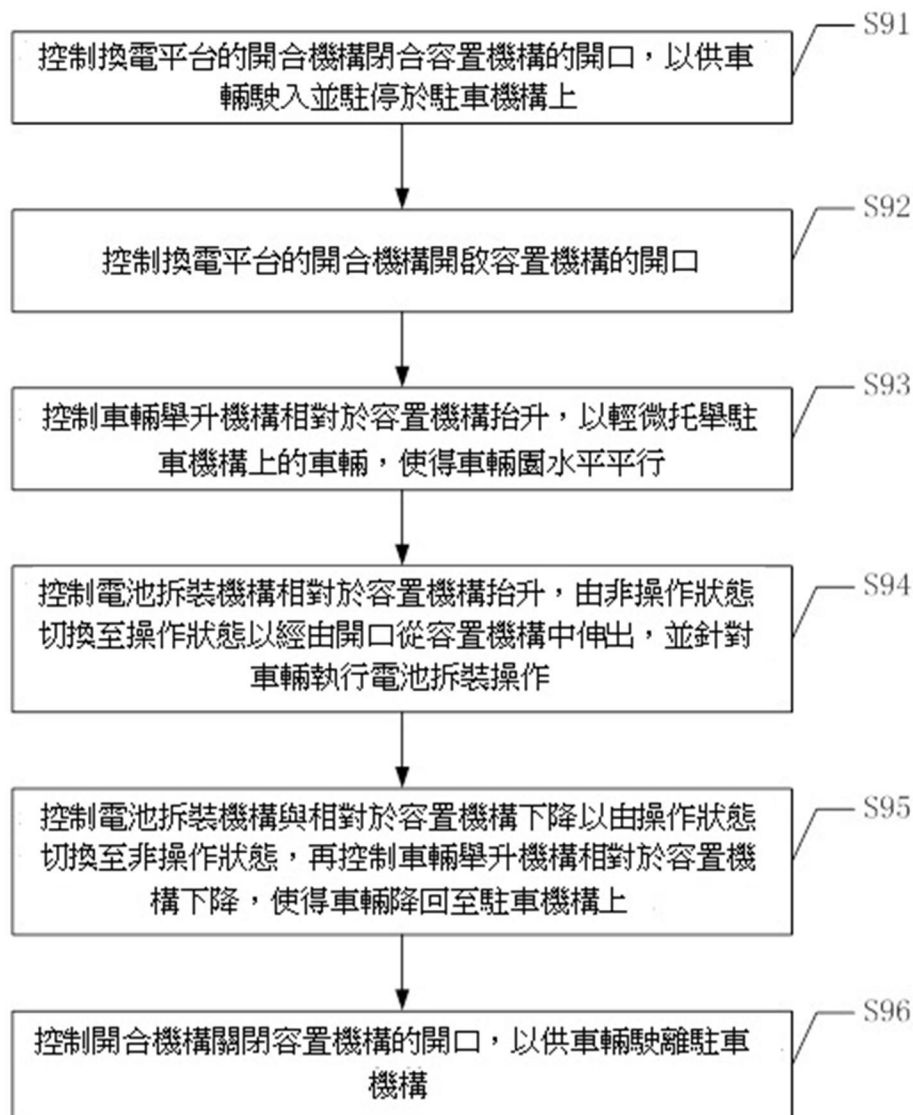 S91
控制換電平台的開合機構閉合容置機構的開口，以供車
輛駛入並駐停於駐車機構上
S92
控制換電平台的開合機構開啟容置機構的開口
S93
控制車輛舉升機構相對於容置機構抬升，以輕微托舉駐
車機構上的車輛，使得車輛園水平平行
S94
控制電池拆裝機構相對於容置機構抬升，由非操作狀態
切換至操作狀態以經由開口從容置機構中伸出，並針對
車輛執行電池拆裝操作
S95
控制電池拆裝機構與相對於容置機構下降以由操作狀態
切換至非操作狀態，再控制車輛舉升機構相對於容置機
構下降，使得車輛降回至駐車機構上
S96
控制開合機構關閉容置機構的開口，以供車輛駛離駐車
機構